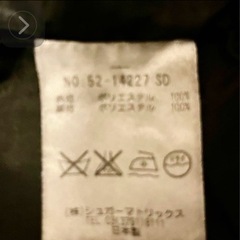 NO.52-14227 SD
表地 ポリエステル 100%
裏地 ポリエステル 100%
(株)シュガーマトリックス
TEL
日本製